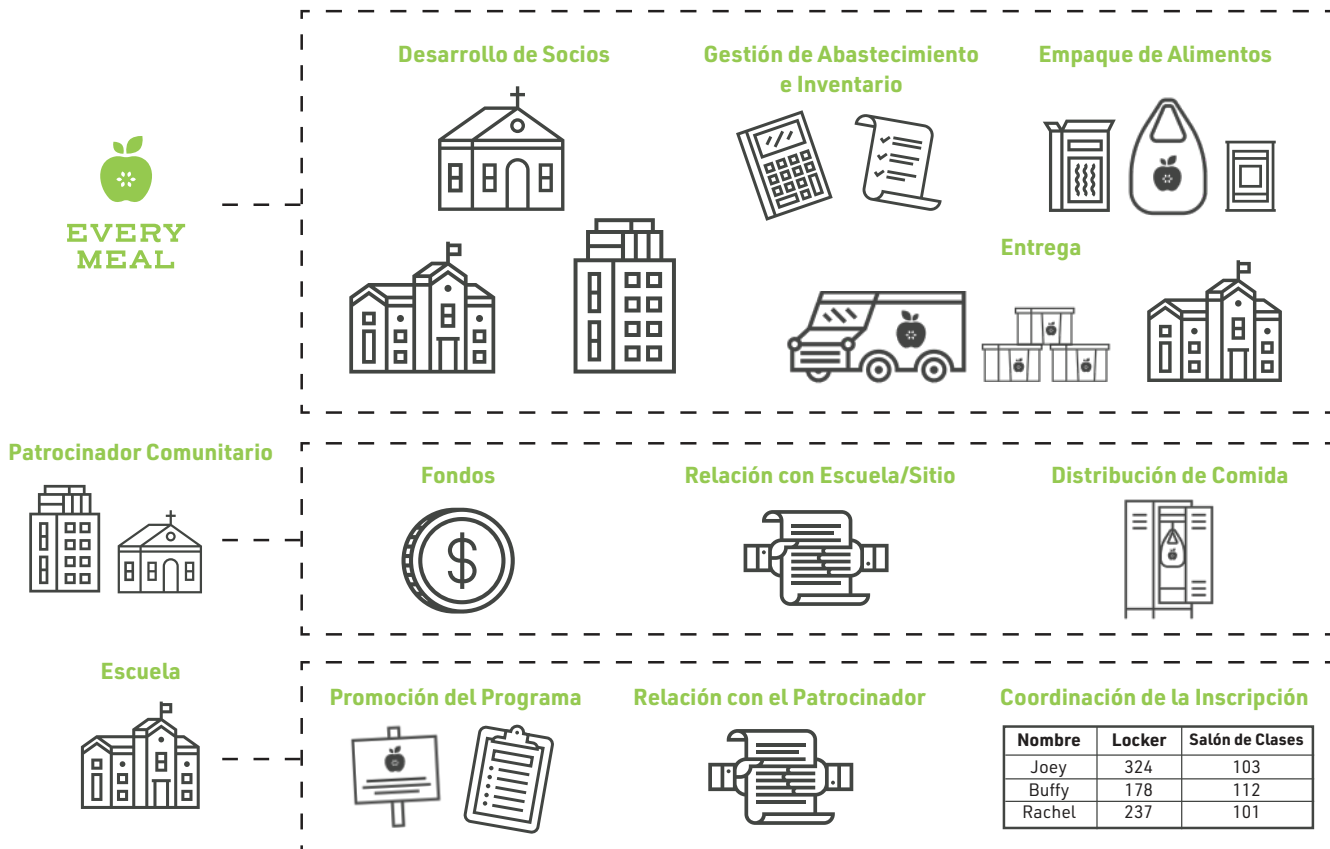 EVERY
MEAL
Desarrollo de Socios
Gestión de Abastecimiento
e Inventario
Empaque de Alimentos
Entrega
Patrocinador Comunitario
Fondos
$
Relación con Escuela/Sitio
Distribución de Comida
Escuela
Promoción del Programa
Relación con el Patrocinador
Coordinación de la Inscripción
Nombre Locker Salón de Clases
Joey 324 103
Buffy 178 112
Rachel 237 101